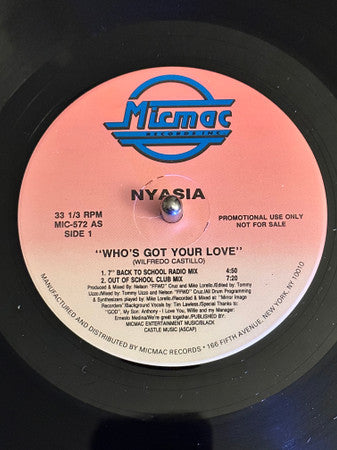 Micmac
RECORDS INC
NYASIA
33 1/3 RPM
MIC-572 AS
SIDE 1
PROMOTIONAL USE ONLY
NOT FOR SALE
"WHO'S GOT YOUR LOVE"
(WILFREDO CASTILLO)
1. 7" BACK TO SCHOOL RADIO MIX 4:50
2. OUT OF SCHOOL CLUB MIX 7:20
Produced & Mixed By: Nelson "FFWD" Cruz and Mike Lorello/Edited by: Tommy
Uzzo/Mixed by: Tommy Uzzo and Nelson "FFWD" Cruz/All Drum Programming
& Synthesizers played by: Mike Lorello/Recorded & Mixed at: "Mirror Image
Recorders"/Background Vocals by: Tim Lawless/Special Thanks to:
"GOD", My Son: Anthony - I Love You, Willie and my Manager:
Ernesto Medina/We're great together/PUBLISHED BY:
MICMAC ENTERTAINMENT MUSIC/BLACK
CASTLE MUSIC (ASCAP)
MANUFACTURED AND DISTRIBUTED BY MICMAC RECORDS • 166 FIFTH AVENUE, NEW YORK, NY 10010